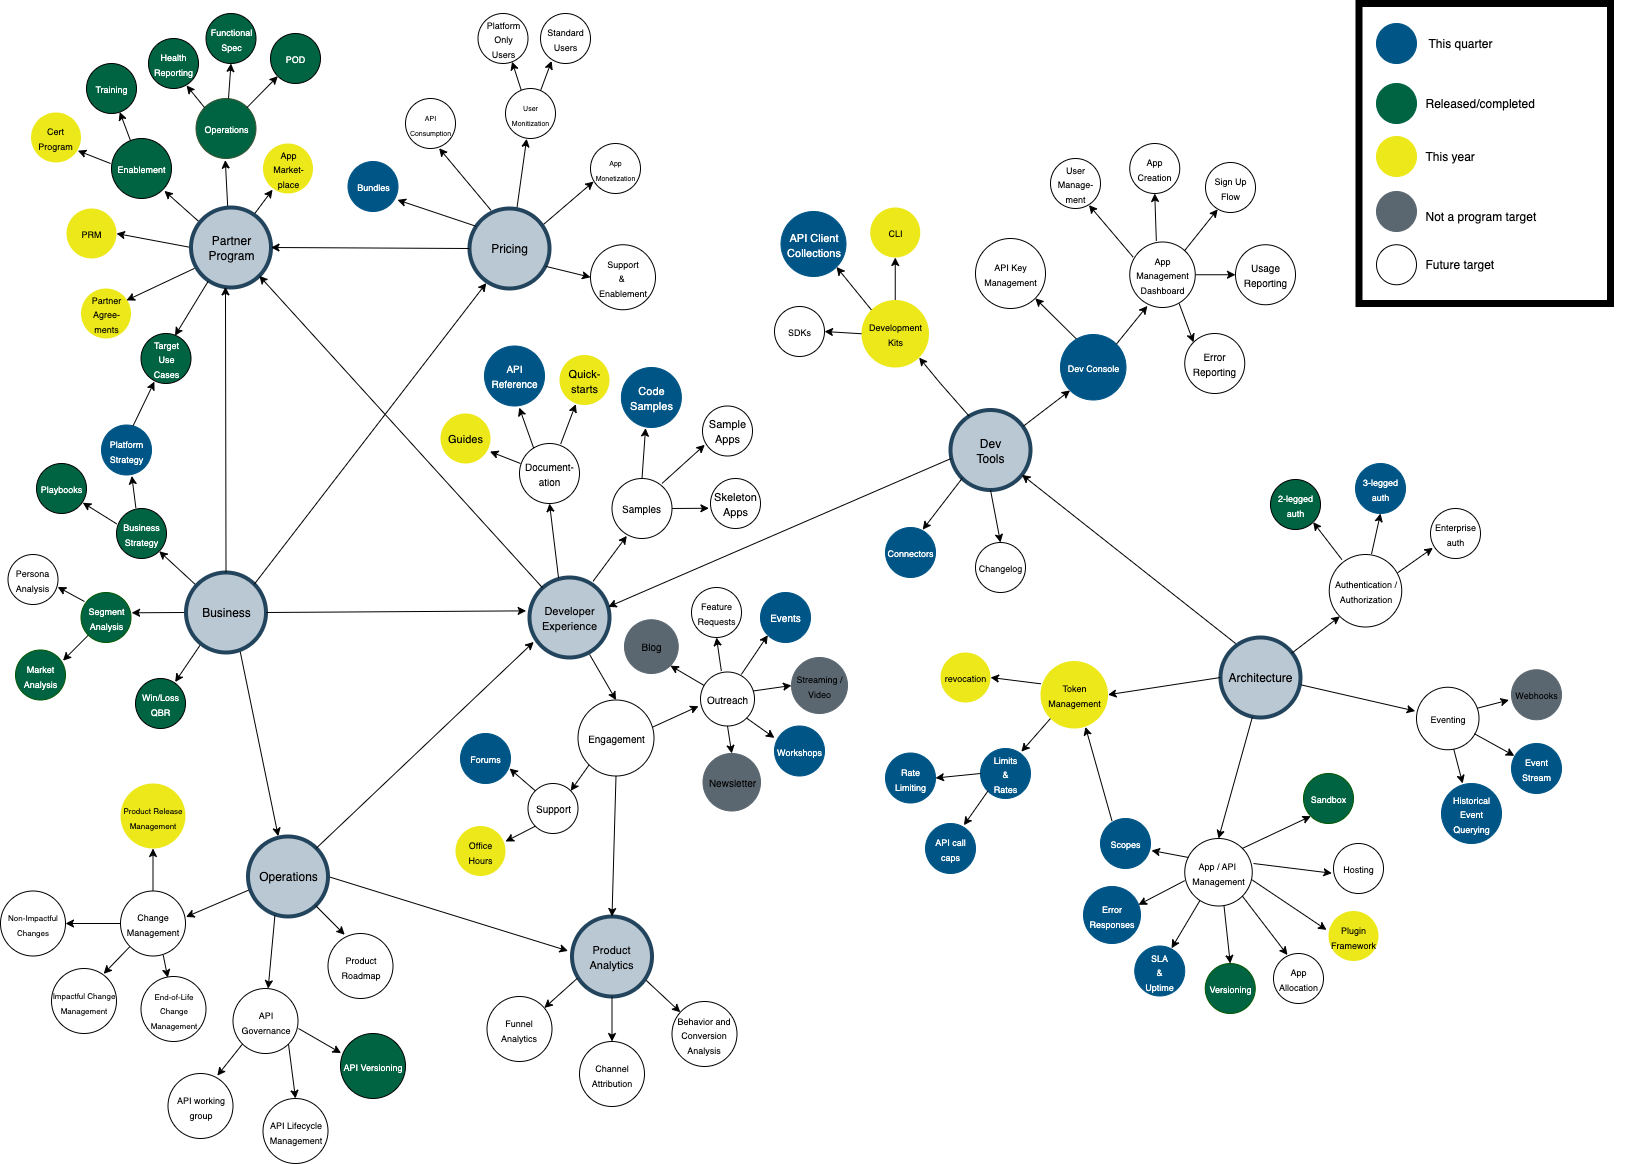 This quarter
Released/completed
This year
Not a program target
Future target
Functional
Spec
Health
Reporting
POD
Training
Operations
Cert
Program
Enablement
App
Market-
place
PRM
Partner
Program
Partner
Agree-
ments
Target
Use
Cases
Platform
Only
Users
Standard
Users
API
Consumption
User
Monitization
App
Monetization
Bundles
Pricing
Support
&
Enablement
Platform
Strategy
Playbooks
Business
Strategy
Persona
Analysis
Segment
Analysis
Business
Market
Analysis
Win/Loss
QBR
API
Reference
Quick-
starts
Code
Samples
Guides
Document-
ation
Sample
Apps
Samples
Skeleton
Apps
Developer
Experience
API Client
Collections
CLI
SDKs
Development
Kits
API Key
Management
User
Manage-
ment
App
Creation
Sign Up
Flow
App
Management
Dashboard
Usage
Reporting
Error
Reporting
Dev Console
Dev
Tools
Connectors
Changelog
2-legged
auth
3-legged
auth
Enterprise
auth
Authentication /
Authorization
Feature
Requests
Events
Blog
Streaming /
Video
Outreach
Workshops
Newsletter
Engagement
Forums
Support
Office
Hours
revocation
Token
Management
Architecture
Webhooks
Eventing
Event
Stream
Historical
Event
Querying
Rate
Limiting
Limits
&
Rates
API call
caps
Scopes
Sandbox
App / API
Management
Hosting
Error
Responses
Plugin
Framework
SLA
&
Uptime
Versioning
App
Allocation
Product Release
Management
Operations
Non-Impactful
Changes
Change
Management
Impactful Change
Management
End-of-Life
Change
Management
Product
Roadmap
API
Governance
API Versioning
API working
group
API Lifecycle
Management
Product
Analytics
Funnel
Analytics
Channel
Attribution
Behavior and
Conversion
Analysis